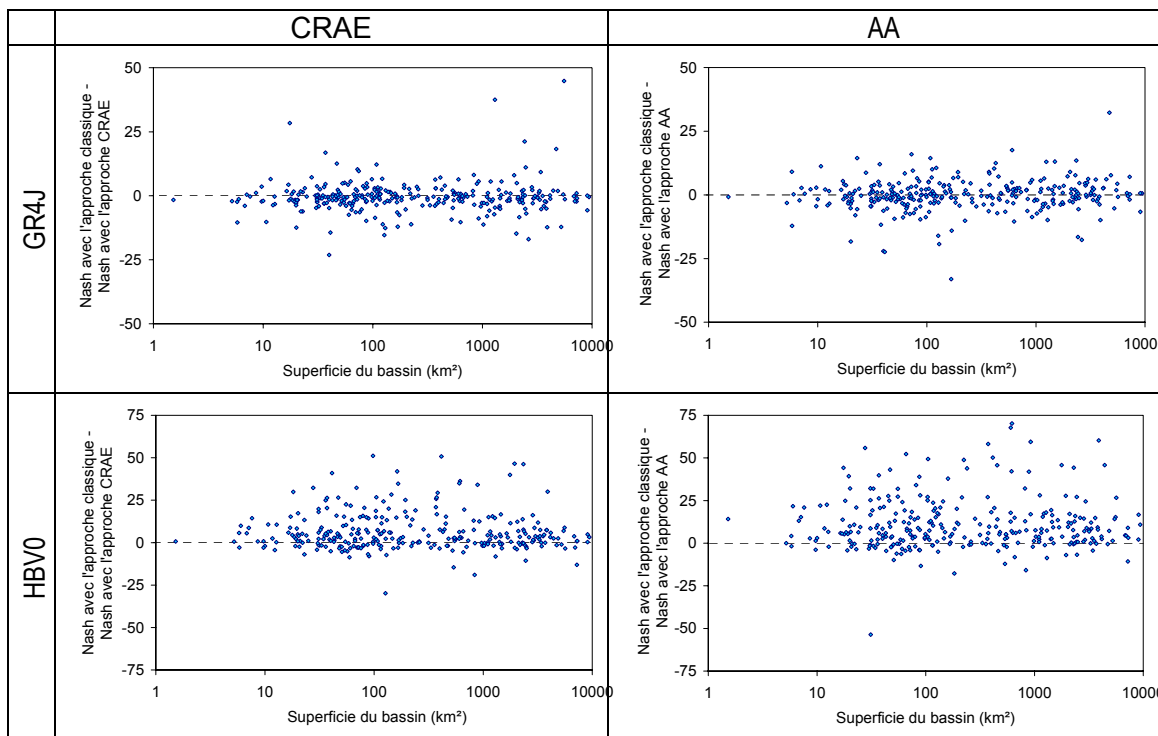 CRAE
AA
GR4J
Nash avec l'approche classique -
Nash avec l'approche CRAE
50
25
0
-25
-50
1
10
100
1000
10000
Superficie du bassin (km²)
Nash avec l'approche classique -
Nash avec l'approche AA
50
25
0
-25
-50
1
10
100
1000
10000
Superficie du bassin (km²)
HBV0
Nash avec l'approche classique -
Nash avec l'approche CRAE
75
50
25
0
-25
-50
-75
1
10
100
1000
10000
Superficie du bassin (km²)
Nash avec l'approche classique -
Nash avec l'approche AA
75
50
25
0
-25
-50
-75
1
10
100
1000
10000
Superficie du bassin (km²)